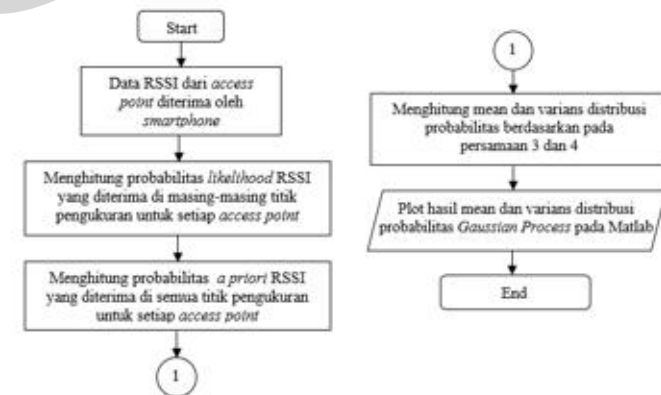 Start
Data RSSI dari access
point diterima oleh
smartphone
Menghitung probabilitas likelihood RSSI
yang diterima di masing-masing titik
pengukuran untuk setiap access point
Menghitung probabilitas a priori RSSI
yang diterima di semua titik pengukuran
untuk setiap access point
1
1
Menghitung mean dan varians distribusi
probabilitas berdasarkan pada
persamaan 3 dan 4
Plot hasil mean dan varians distribusi
probabilitas Gaussian Process pada Matlab
End